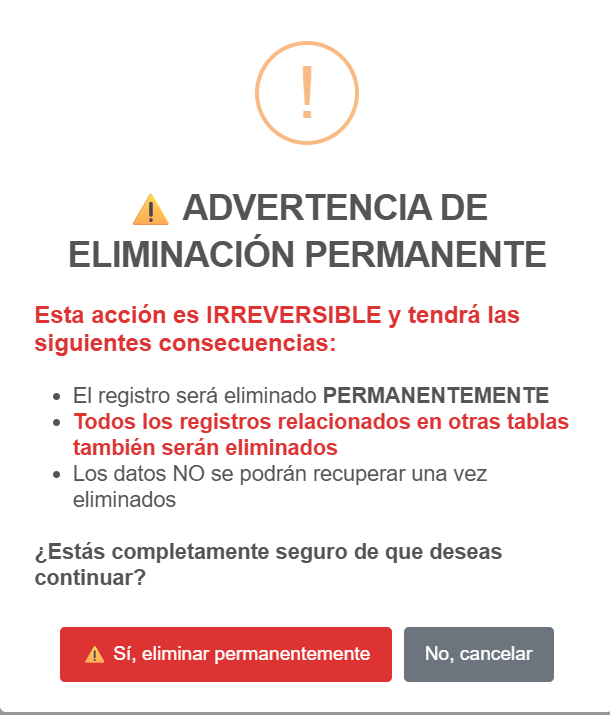 ⚠️ ADVERTENCIA DE
ELIMINACIÓN PERMANENTE
Esta acción es IRREVERSIBLE y tendrá las
siguientes consecuencias:
• El registro será eliminado PERMANENTEMENTE
• Todos los registros relacionados en otras tablas
también serán eliminados
• Los datos NO se podrán recuperar una vez
eliminados
¿Estás completamente seguro de que deseas
continuar?
⚠️ Sí, eliminar permanentemente
No, cancelar